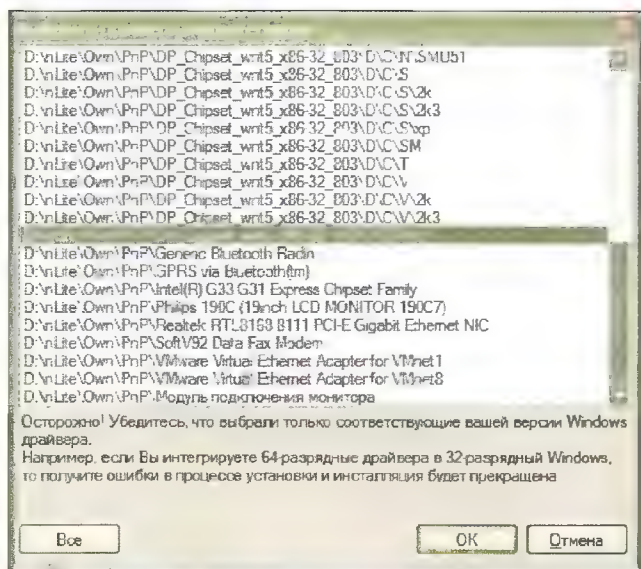 D:\nLite\Own\PnP\DP_Chipset_wnt5_x86-32_803\D\C\N\SMU51
D:\nLite\Own\PnP\DP_Chipset_wnt5_x86-32_803\D\C\S
D:\nLite\Own\PnP\DP_Chipset_wnt5_x86-32_803\D\C\S\2k
D:\nLite\Own\PnP\DP_Chipset_wnt5_x86-32_803\D\C\S\2k3
D:\nLite\Own\PnP\DP_Chipset_wnt5_x86-32_803\D\C\S\xp
D:\nLite\Own\PnP\DP_Chipset_wnt5_x86-32_803\D\C\SM
D:\nLite\Own\PnP\DP_Chipset_wnt5_x86-32_803\D\C\T
D:\nLite\Own\PnP\DP_Chipset_wnt5_x86-32_803\D\C\V
D:\nLite\Own\PnP\DP_Chipset_wnt5_x86-32_803\D\C\V\2k
D:\nLite\Own\PnP\DP_Chipset_wnt5_x86-32_803\D\C\V\2k3
D:\nLite\Own\PnP\Generic Bluetooth Radio
D:\nLite\Own\PnP\GPRS via Bluetooth(tm)
D:\nLite\Own\PnP\Intel(R) G33 G31 Express Chipset Family
D:\nLite\Own\PnP\Philips 190C (19inch LCD MONITOR 190C7)
D:\nLite\Own\PnP\Realtek RTL8168 8111 PCI-E Gigabit Ethernet NIC
D:\nLite\Own\PnP\SoftV92 Data Fax Modem
D:\nLite\Own\PnP\VMware Virtual Ethernet Adapter for VMnet1
D:\nLite\Own\PnP\VMware Virtual Ethernet Adapter for VMnet8
D:\nLite\Own\PnP\Модуль подключения монитора
Осторожно! Убедитесь, что выбрали только соответствующие вашей версии Windows
драйвера.
Например, если Вы интегрируете 64-разрядные драйвера в 32-разрядный Windows,
то получите ошибки в процессе установки и инсталляция будет прекращена
Все
OK
Отмена